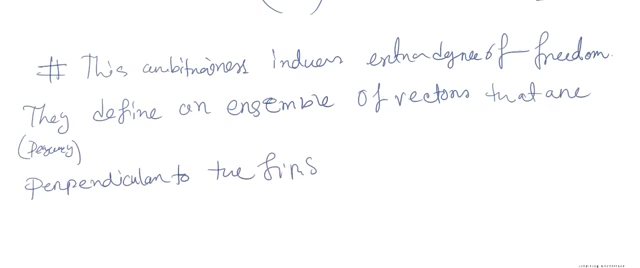 # This arbitrariness induces extra degree of freedom.
They define an ensemble of vectors that are
perpendicular to the firs